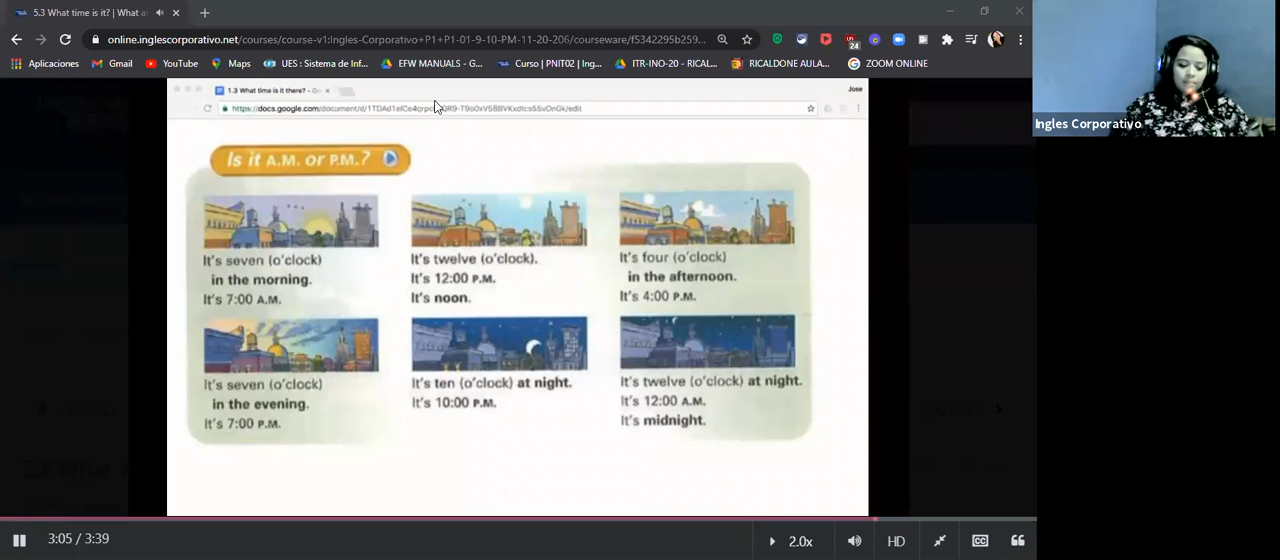 5.3 What time is it? | What a
online.inglescorporativo.net/courses/course-v1:Ingles-Corporativo+P1+P1-01-9-10-PM-11-20-206/courseware/f5342295b259...
24
Aplicaciones
Gmail
YouTube
Maps
UES : Sistema de Inf...
EFW MANUALS - G...
Curso | PNIT02 | Ing...
ITR-INO-20 - RICAL...
RICALDONE AULA...
ZOOM ONLINE
Ingles Corporativo
1.3 What time is it there? - G
Jose
Is it A.M. or P.M.?
It's seven (o'clock)
in the morning.
It's 7:00 A.M.
It's twelve (o'clock).
It's 12:00 P.M.
It's noon.
It's four (o'clock)
in the afternoon.
It's 4:00 P.M.
It's seven (o'clock)
in the evening.
It's 7:00 P.M.
It's ten (o'clock) at night.
It's 10:00 P.M.
It's twelve (o'clock) at night.
It's 12:00 A.M.
It's midnight.
3:05 / 3:39
2.0x
HD
CC